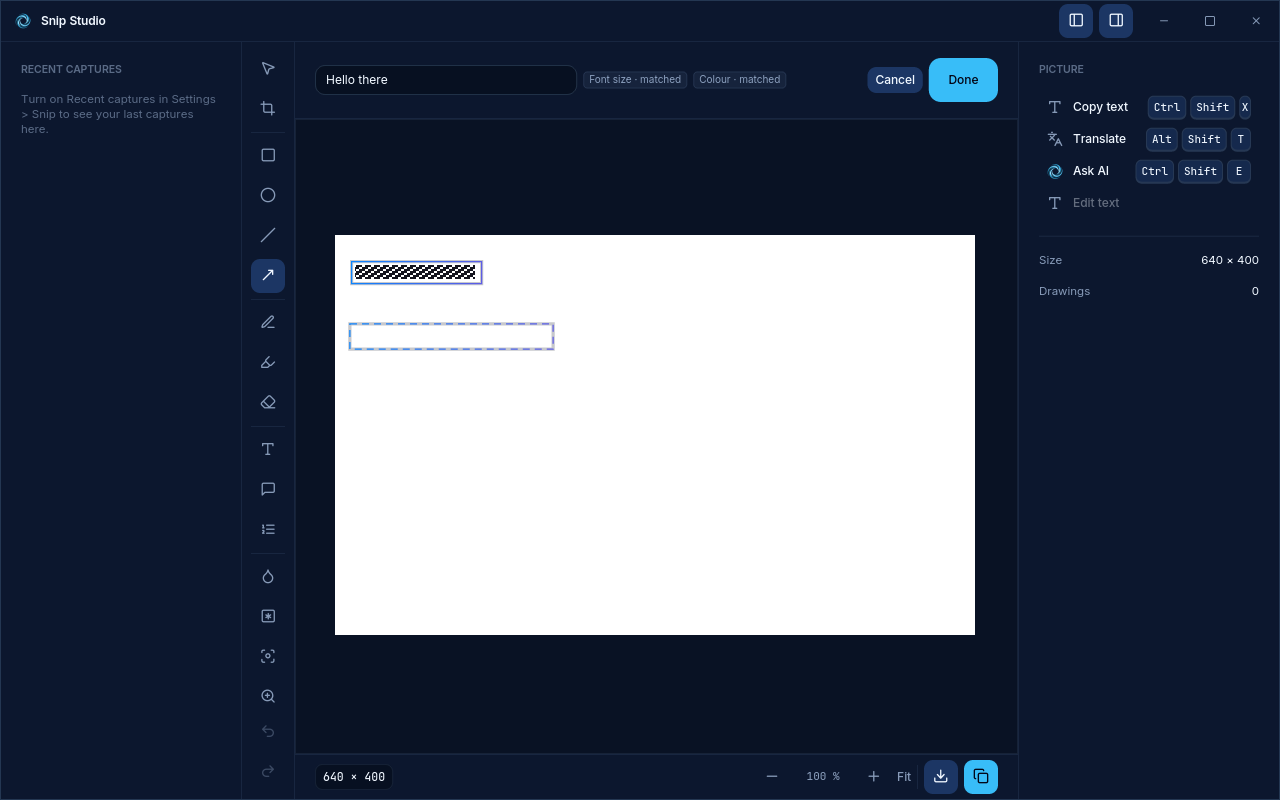 Snip Studio
RECENT CAPTURES
Turn on Recent captures in Settings
> Snip to see your last captures
here.
Hello there
Font size · matched
Colour · matched
Cancel
Done
PICTURE
Copy text Ctrl Shift X
Translate Alt Shift T
Ask AI Ctrl Shift E
Edit text
Size 640 × 400
Drawings 0
640 × 400
100 %
Fit